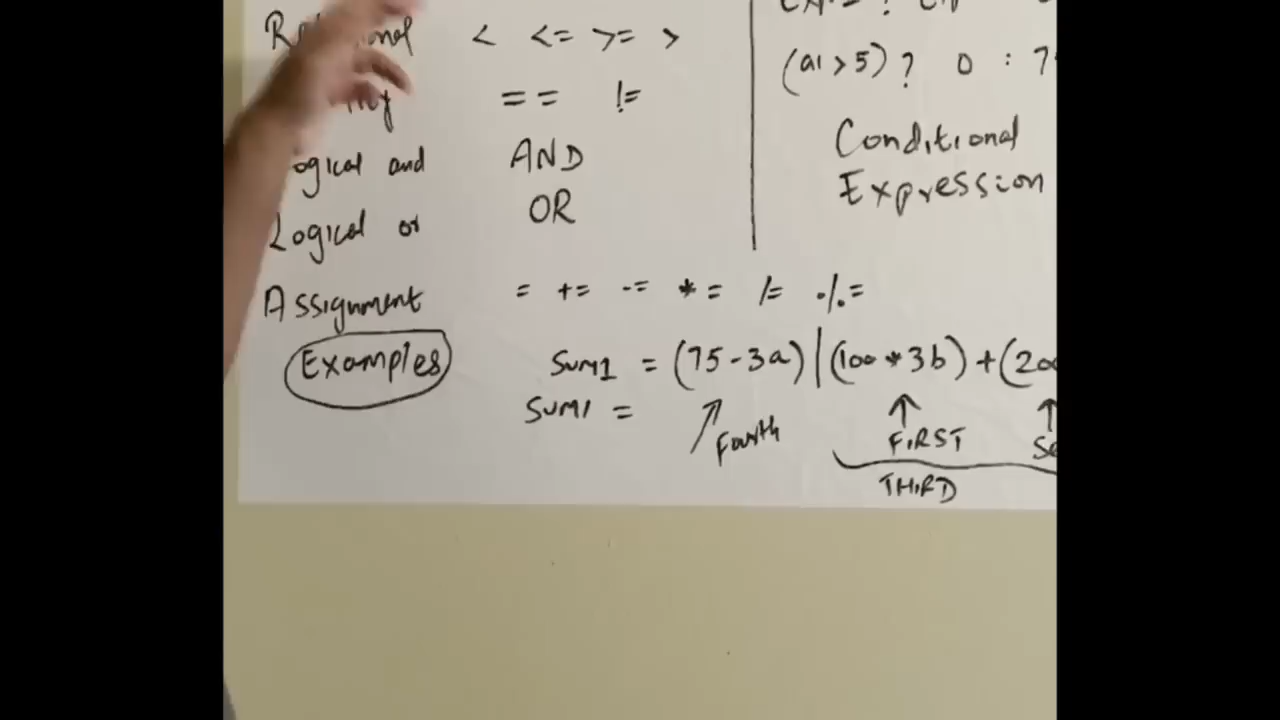 < <= >= >
== != 
ogical and AND
Logical or OR
Assignment = += -= *= /= %=
Examples sum1 = (75-3a) | (100 * 3b) + (20
sum1 =
Fourth FIRST
THIRD
(a1 > 5) ? 0 : 7
Conditional
Expression